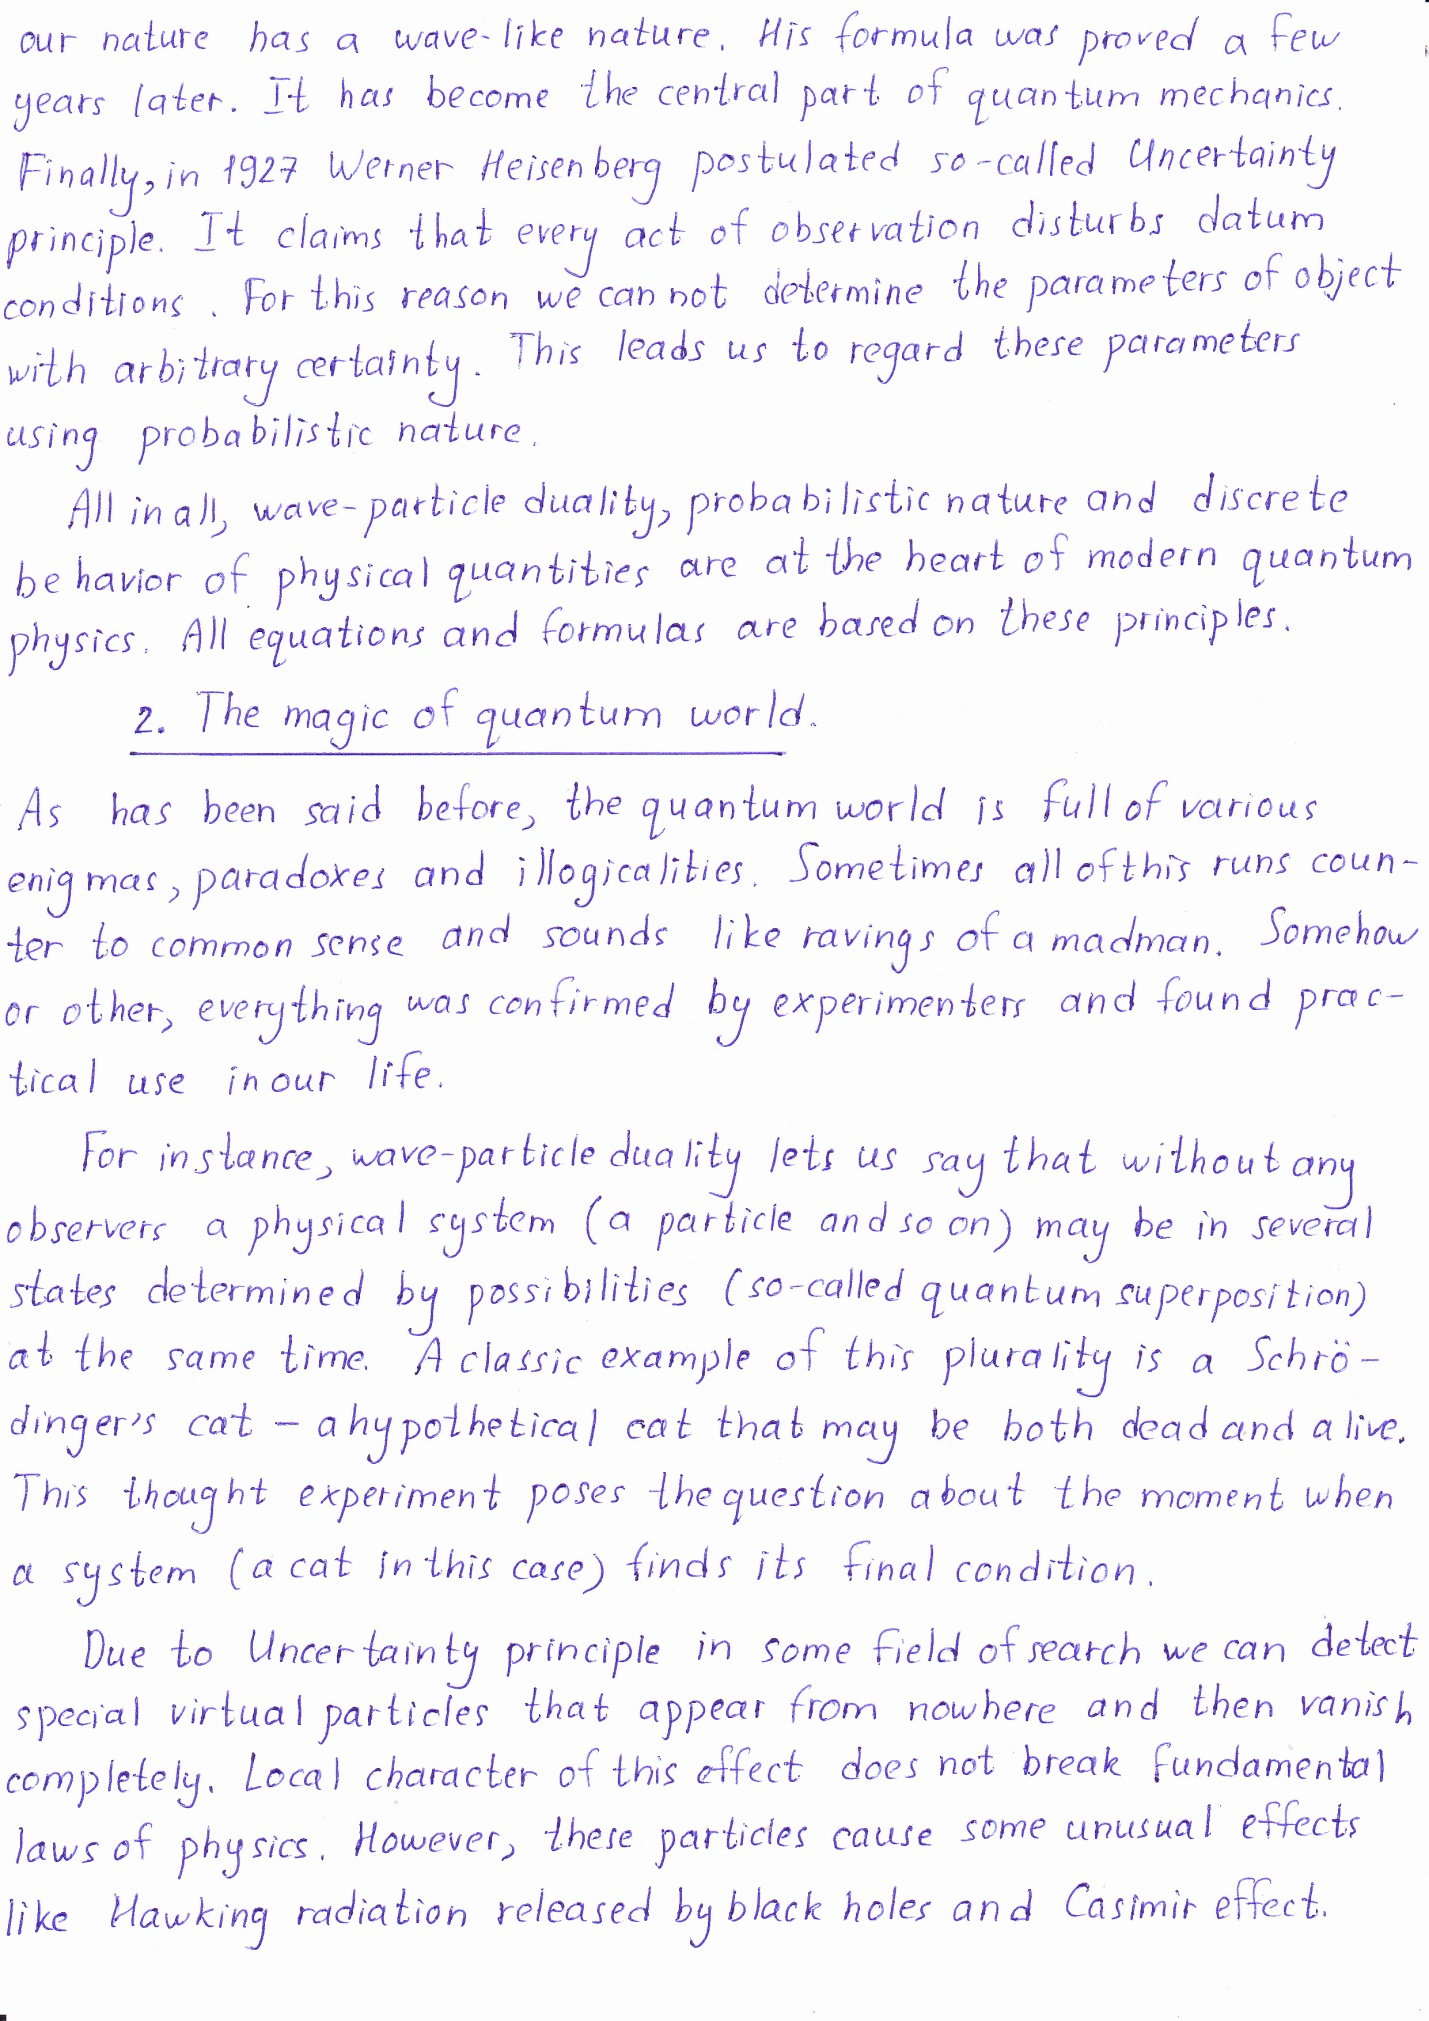 our nature has a wave-like nature. His formula was proved a few
years later. It has become the central part of quantum mechanics.
Finally, in 1927 Werner Heisenberg postulated so-called Uncertainty
principle. It claims that every act of observation disturbs datum
conditions. For this reason we can not determine the parameters of object
with arbitrary certainty. This leads us to regard these parameters
using probabilistic nature.
All in all, wave-particle duality, probabilistic nature and discrete
behavior of physical quantities are at the heart of modern quantum
physics. All equations and formulas are based on these principles.
2. The magic of quantum world.
As has been said before, the quantum world is full of various
enigmas, paradoxes and illogicalities. Sometimes all of this runs coun-
ter to common sense and sounds like ravings of a madman. Somehow
or other, everything was confirmed by experimenters and found prac-
tical use in our life.
For instance, wave-particle duality lets us say that without any
observers a physical system (a particle and so on) may be in several
states determined by possibilities (so-called quantum superposition)
at the same time. A classic example of this plurality is a Schrö-
dinger's cat - a hypothetical cat that may be both dead and alive.
This thought experiment poses the question about the moment when
a system (a cat in this case) finds its final condition.
Due to Uncertainty principle in some field of search we can detect
special virtual particles that appear from nowhere and then vanish
completely. Local character of this effect does not break fundamental
laws of physics. However, these particles cause some unusual effects
like Hawking radiation released by black holes and Casimir effect.